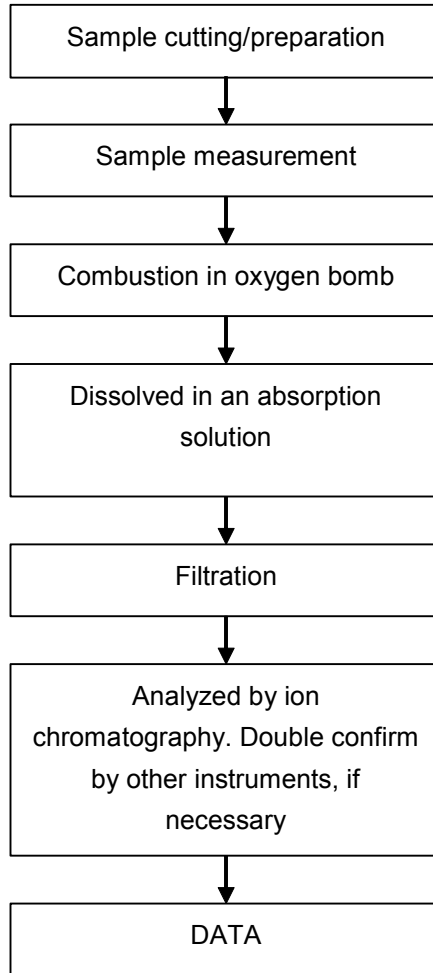 Sample cutting/preparation
Sample measurement
Combustion in oxygen bomb
Dissolved in an absorption
solution
Filtration
Analyzed by ion
chromatography. Double confirm
by other instruments, if
necessary
DATA